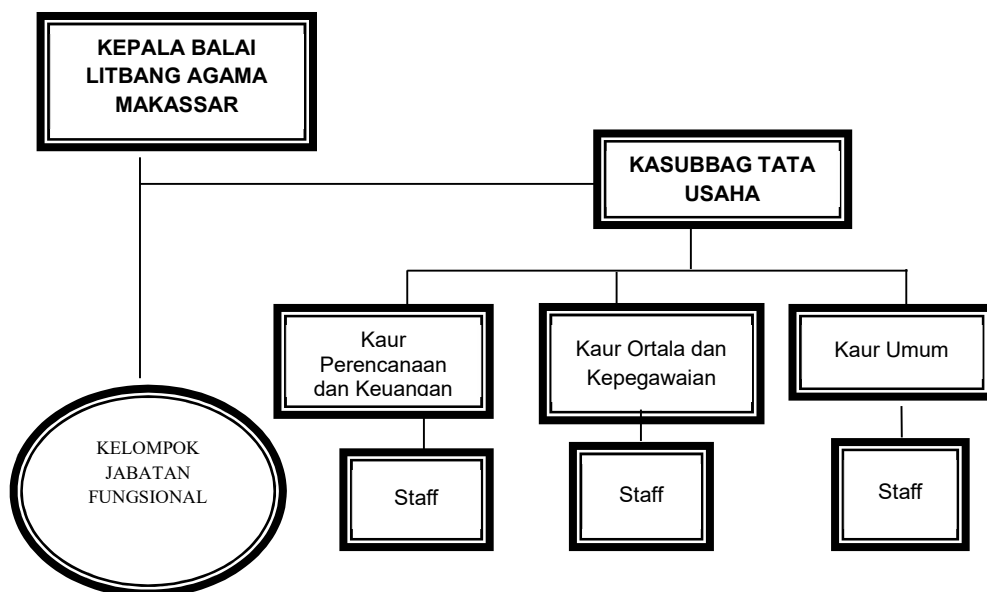 KEPALA BALAI
LITBANG AGAMA
MAKASSAR
KASUBBAG TATA
USAHA
Kaur
Perencanaan
dan Keuangan
Kaur Ortala dan
Kepegawaian
Kaur Umum
KELOMPOK
JABATAN
FUNGSIONAL
Staff
Staff
Staff